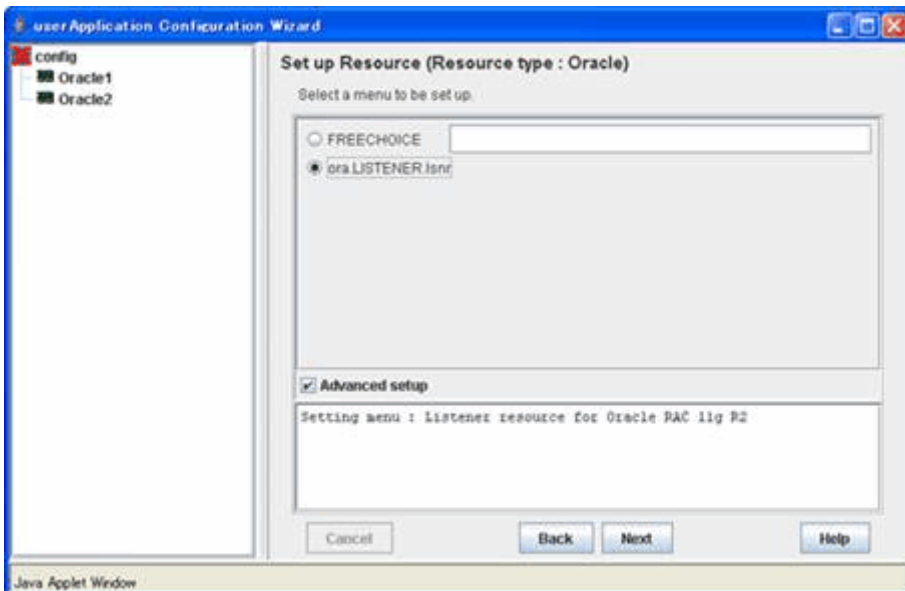 userApplication Configuration Wizard
config
Oracle1
Oracle2
Set up Resource (Resource type : Oracle)
Select a menu to be set up.
FREECHOICE
ora.LISTENER.lsnr
Advanced setup
Setting menu : Listener resource for Oracle RAC 11g R2
Cancel
Back
Next
Help
Java Applet Window